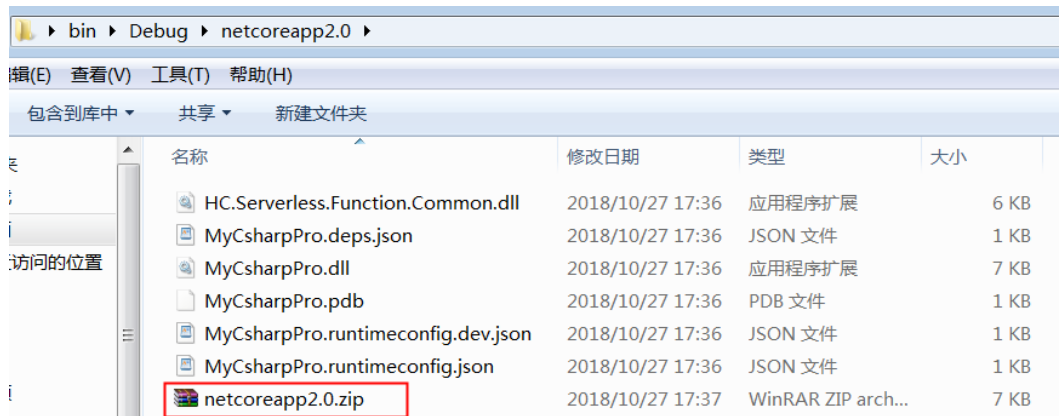 bin Debug netcoreapp2.0
辑(E) 查看(V) 工具(T) 帮助(H)
包含到库中 共享 新建文件夹
名称 修改日期 类型 大小
HC.Serverless.Function.Common.dll 2018/10/27 17:36 应用程序扩展 6 KB
MyCsharpPro.deps.json 2018/10/27 17:36 JSON 文件 1 KB
MyCsharpPro.dll 2018/10/27 17:36 应用程序扩展 7 KB
访问的位置
MyCsharpPro.pdb 2018/10/27 17:36 PDB 文件 1 KB
MyCsharpPro.runtimeconfig.dev.json 2018/10/27 17:36 JSON 文件 1 KB
MyCsharpPro.runtimeconfig.json 2018/10/27 17:36 JSON 文件 1 KB
netcoreapp2.0.zip 2018/10/27 17:37 WinRAR ZIP arch... 7 KB